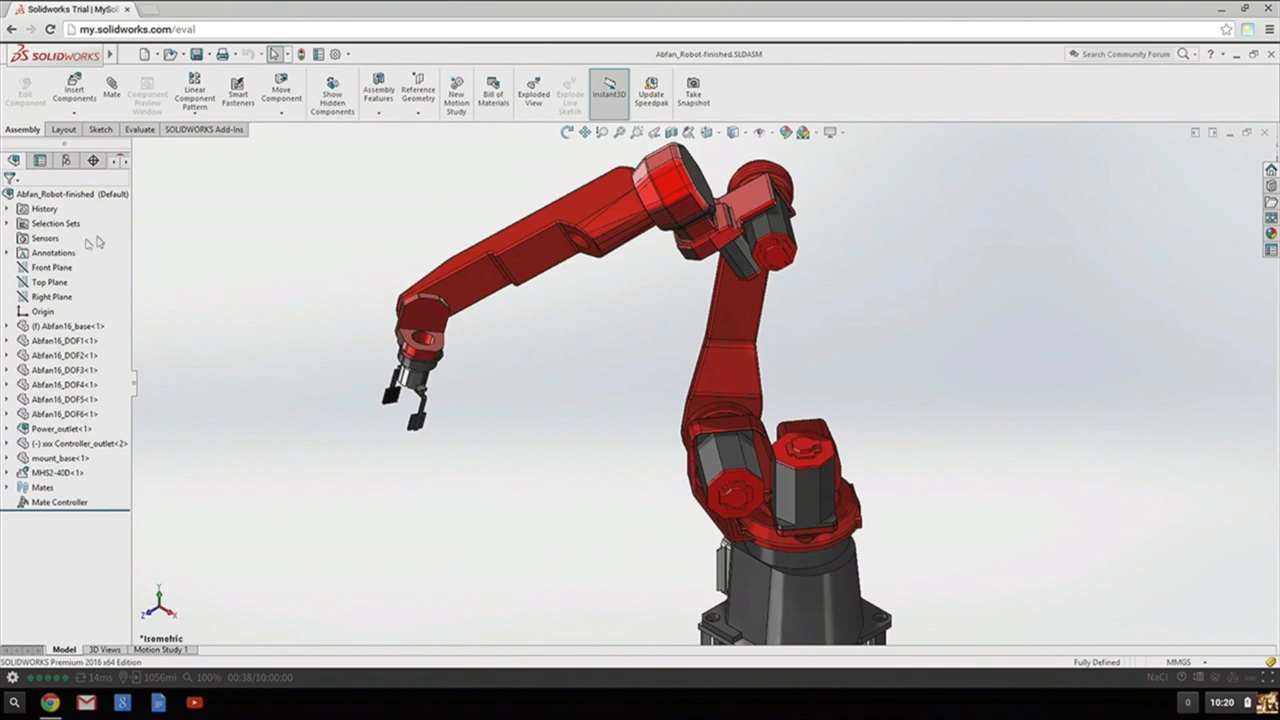 Solidworks Trial | MySol
my.solidworks.com/eval
SOLIDWORKS
Abfan_Robot-finished.SLDASM
Search Community Forum
?
Edit Component
Insert Components
Mate
Component Preview Window
Linear Component Pattern
Smart Fasteners
Move Component
Show Hidden Components
Assembly Features
Reference Geometry
New Motion Study
Bill of Materials
Exploded View
Explode Line Sketch
Instant3D
Update Speedpak
Take Snapshot
Assembly Layout Sketch Evaluate SOLIDWORKS Add-Ins
Abfan_Robot-finished (Default)
History
Selection Sets
Sensors
Annotations
Front Plane
Top Plane
Right Plane
Origin
(f) Abfan16_base<1>
Abfan16_DOF1<1>
Abfan16_DOF2<1>
Abfan16_DOF3<1>
Abfan16_DOF4<1>
Abfan16_DOF5<1>
Abfan16_DOF6<1>
Power_outlet<1>
(-) xxx Controller_outlet<2>
mount_base<1>
MHS2-40D<1>
Mates
Mate Controller
Y
Z X
*Isometric
Model 3D Views Motion Study 1
SOLIDWORKS Premium 2016 x64 Edition
Fully Defined MMGS
14ms 1056mi 100% 00:38/10:00:00 NaCl
8 0 10:20